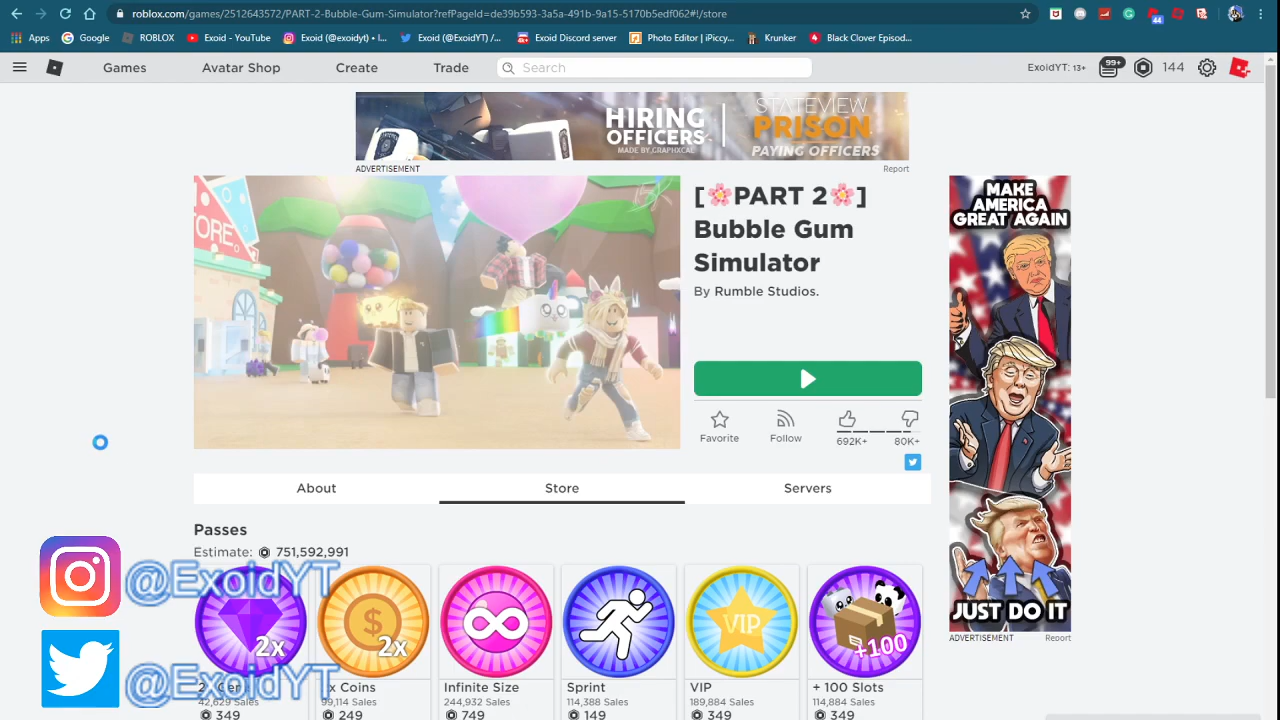 roblox.com/games/2512643572/PART-2-Bubble-Gum-Simulator?refPageId=de39b593-3a5a-491b-9a15-5170b5edf062#!/store
44
Apps Google ROBLOX Exoid - YouTube Instagram Exoid (@exoidyt) • I... Exoid (@ExoidYT) /... Exoid Discord server Photo Editor | iPiccy... Krunker Black Clover Episod...
Games Avatar Shop Create Trade Search ExoidYT: 13+ 99+ 144
HIRING
OFFICERS
MADE BY GRAPHXCAL
STATEVIEW
PRISON
PAYING OFFICERS
ADVERTISEMENT Report
[🌸PART 2🌸]
Bubble Gum
Simulator
By Rumble Studios.
Favorite Follow 692K+ 80K+
MAKE
AMERICA
GREAT AGAIN
JUST DO IT
ADVERTISEMENT Report
About Store Servers
Passes
Estimate: 751,592,991
2x 2x VIP +100
x Coins Infinite Size Sprint VIP + 100 Slots
42,629 Sales 99,114 Sales 244,932 Sales 114,388 Sales 189,884 Sales 114,884 Sales
349 249 749 149 349 349
@ExoidYT
@ExoidYT